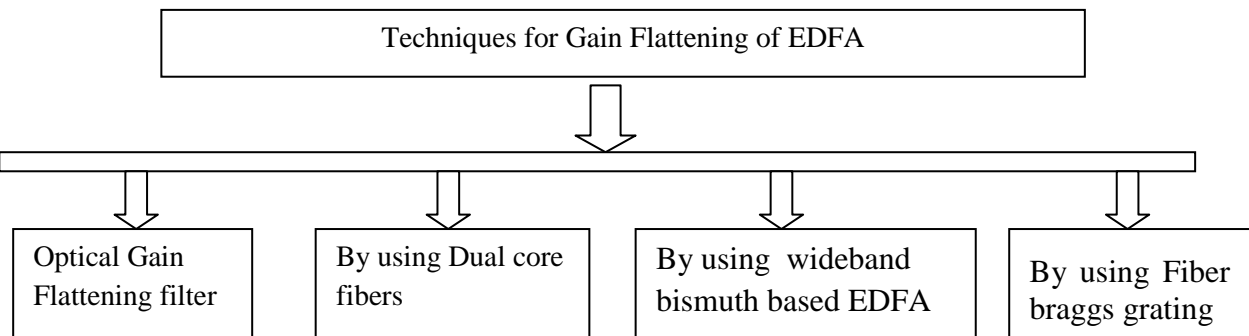 Techniques for Gain Flattening of EDFA
Optical Gain
Flattening filter
By using Dual core
fibers
By using wideband
bismuth based EDFA
By using Fiber
braggs grating